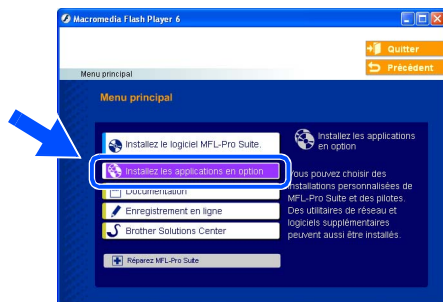 Macromedia Flash Player 6
Quitter
Précédent
Menu principal
Menu principal
Installez le logiciel MFL-Pro Suite.
Installez les applications en option
Documentation
Enregistrement en ligne
Brother Solutions Center
Réparez MFL-Pro Suite
Installez les applications
en option
Vous pouvez choisir des
installations personnalisées de
MFL-Pro Suite et des pilotes.
Des utilitaires de réseau et
logiciels supplémentaires
peuvent aussi être installés.